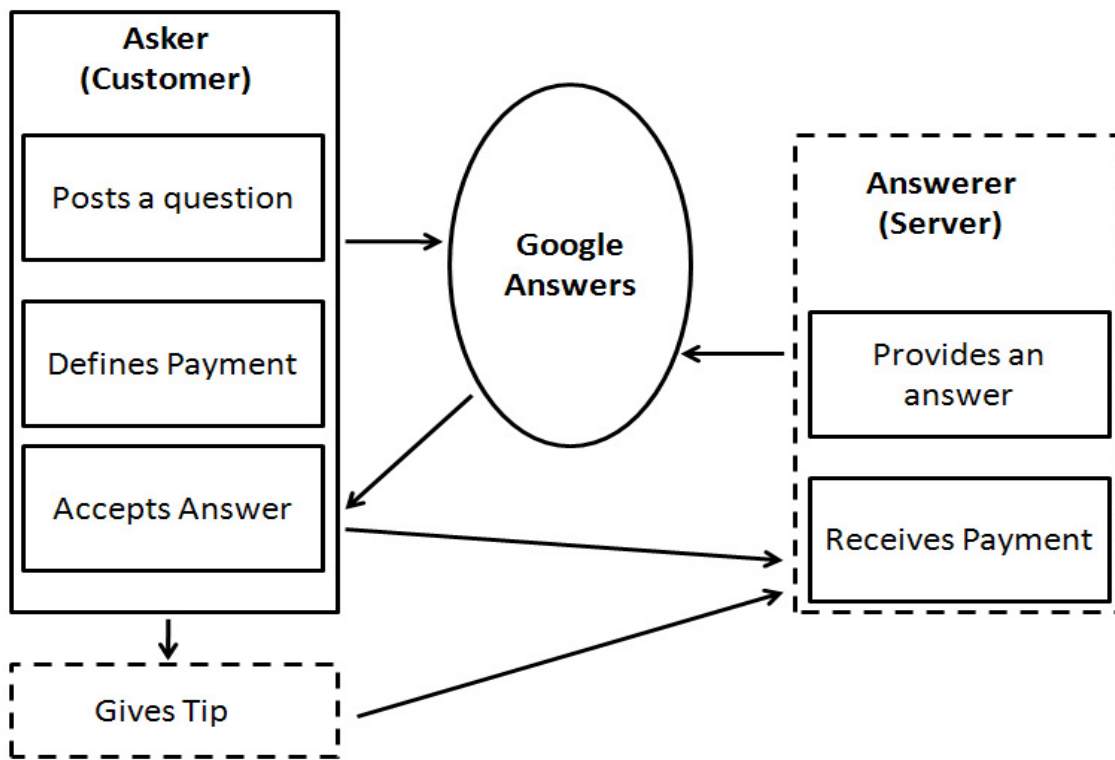 Asker
(Customer)
Posts a question
Defines Payment
Accepts Answer
Gives Tip
Google
Answers
Answerer
(Server)
Provides an
answer
Receives Payment